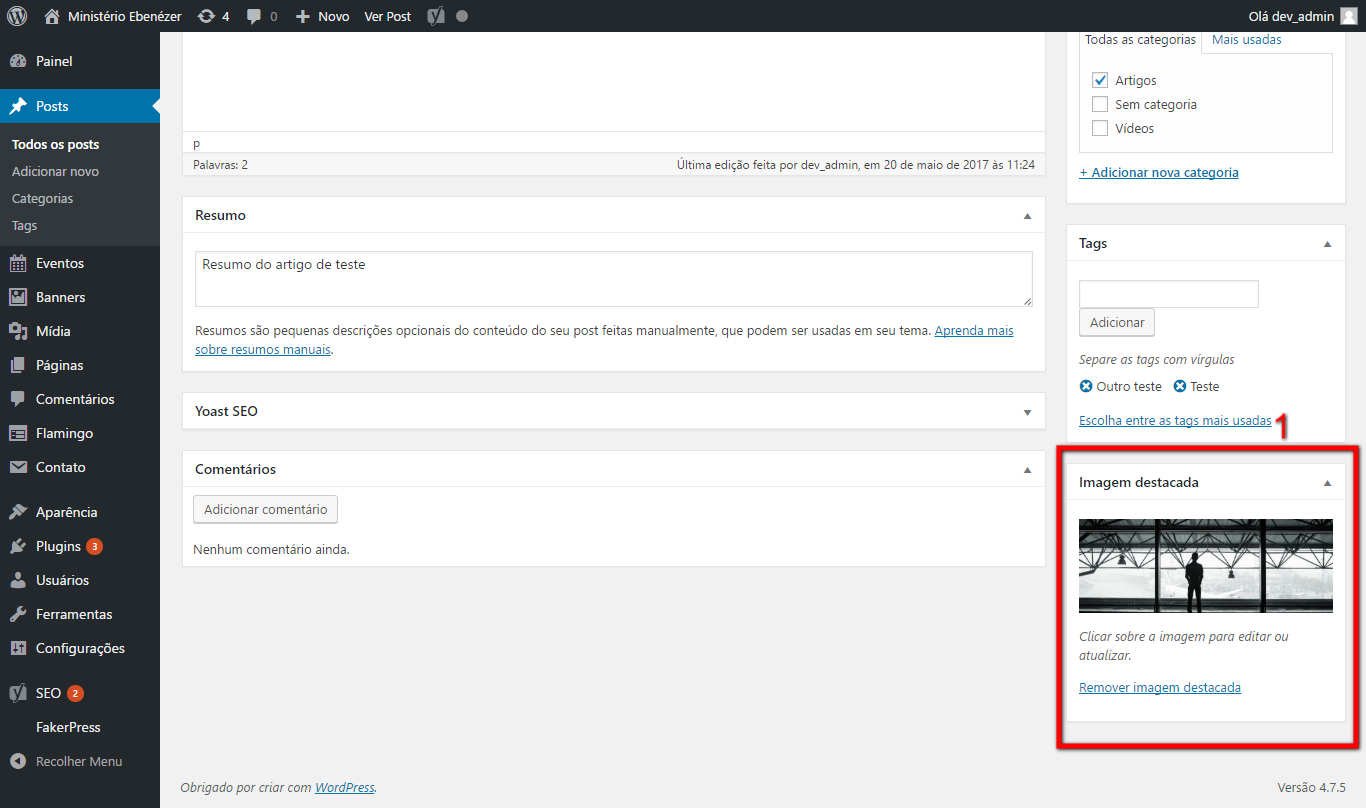 Ministério Ebenézer 4 0 Novo Ver Post Olá dev_admin
Painel
Posts
Todos os posts
Adicionar novo
Categorias
Tags
Eventos
Banners
Mídia
Páginas
Comentários
Flamingo
Contato
Aparência
Plugins 3
Usuários
Ferramentas
Configurações
SEO 2
FakerPress
Recolher Menu
p
Palavras: 2 Última edição feita por dev_admin, em 20 de maio de 2017 às 11:24
Resumo
Resumo do artigo de teste
Resumos são pequenas descrições opcionais do conteúdo do seu post feitas manualmente, que podem ser usadas em seu tema. Aprenda mais
sobre resumos manuais.
Yoast SEO
Comentários
Adicionar comentário
Nenhum comentário ainda.
Todas as categorias Mais usadas
Artigos
Sem categoria
Vídeos
+ Adicionar nova categoria
Tags
Adicionar
Separe as tags com vírgulas
Outro teste Teste
Escolha entre as tags mais usadas 1
Imagem destacada
Clicar sobre a imagem para editar ou
atualizar.
Remover imagem destacada
Obrigado por criar com WordPress. Versão 4.7.5